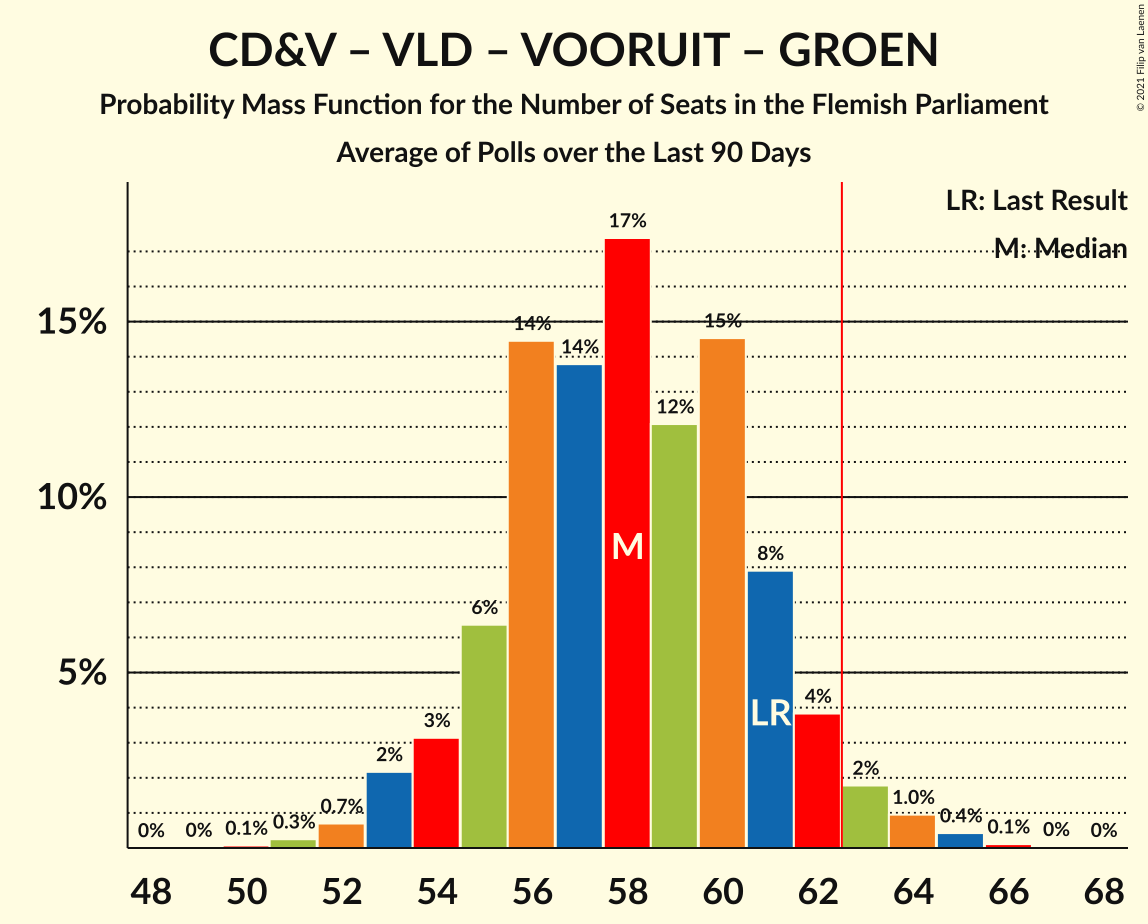 CD&V – VLD – VOORUIT – GROEN
Probability Mass Function for the Number of Seats in the Flemish Parliament
Average of Polls over the Last 90 Days
© 2021 Filip van Laenen
LR: Last Result
M: Median
15%
10%
5%
0%
0%
0.1%
0.3%
0.7%
2%
3%
6%
14%
14%
17%
12%
15%
8%
4%
2%
1.0%
0.4%
0.1%
0%
0%
M
LR
48 50 52 54 56 58 60 62 64 66 68